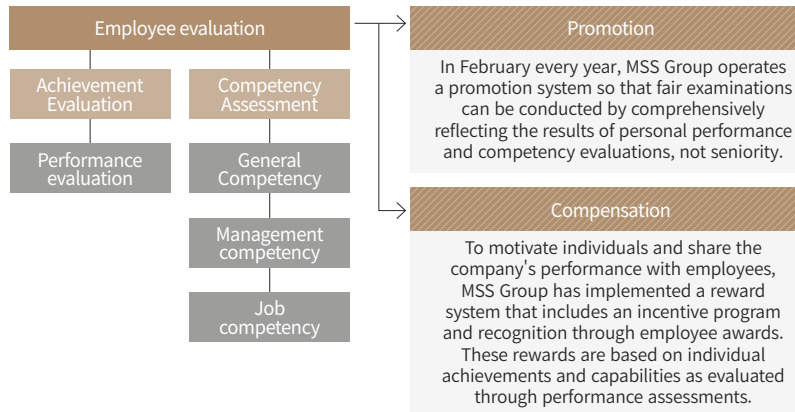 Employee evaluation
Achievement
Evaluation
Performance
evaluation
Competency
Assessment
General
Competency
Management
competency
Job
competency
Promotion
In February every year, MSS Group operates
a promotion system so that fair examinations
can be conducted by comprehensively
reflecting the results of personal performance
and competency evaluations, not seniority.
Compensation
To motivate individuals and share the
company's performance with employees,
MSS Group has implemented a reward
system that includes an incentive program
and recognition through employee awards.
These rewards are based on individual
achievements and capabilities as evaluated
through performance assessments.